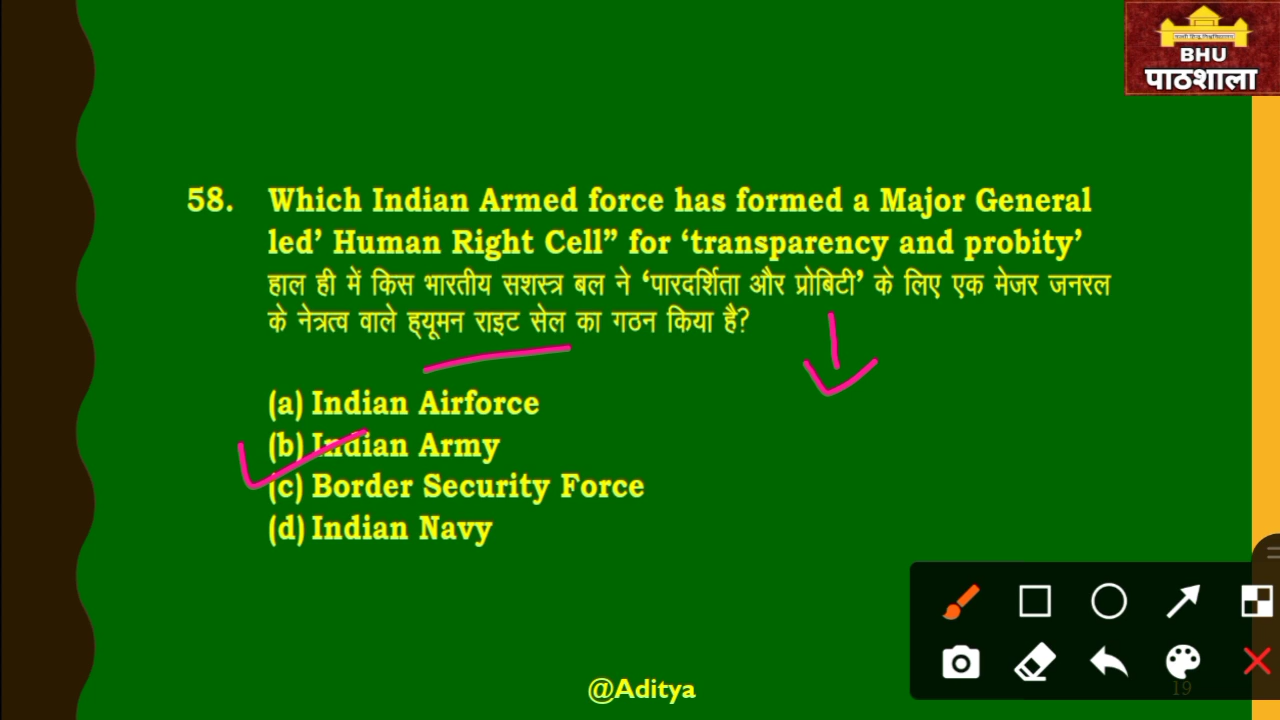 BHU
पाठशाला
58. Which Indian Armed force has formed a Major General
led’ Human Right Cell” for ‘transparency and probity’
हाल ही में किस भारतीय सशस्त्र बल ने ‘पारदर्शिता और प्रोबिटी’ के लिए एक मेजर जनरल
के नेत्रत्व वाले ह्यूमन राइट सेल का गठन किया है?
(a) Indian Airforce
(b) Indian Army
(c) Border Security Force
(d) Indian Navy
@Aditya
19